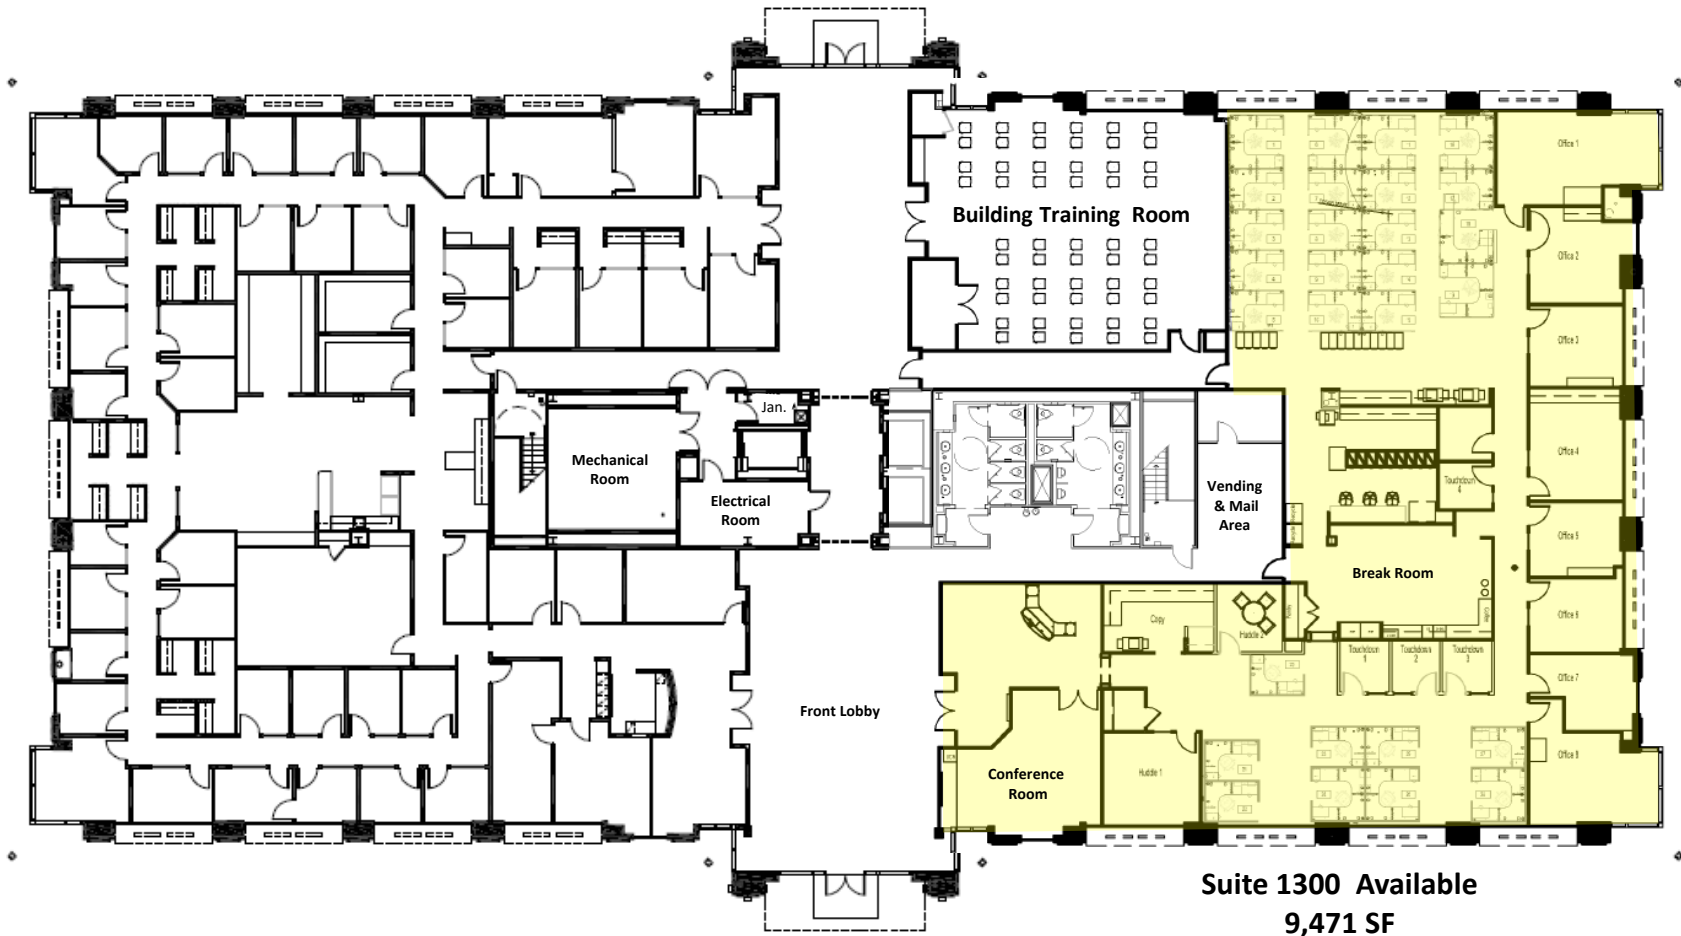 Office 1
Building Training Room
Office 2
Office 3
Jan.
Mechanical
Room
Office 4
Touchdown
4
Vending
& Mail
Area
Electrical
Room
Office 5
Break Room
Coffee
Office 6
Copy
Huddle 2
Touchdown
1
Touchdown
2
Touchdown
3
Office 7
Front Lobby
Office 8
Conference
Room
Huddle 1
Suite 1300 Available
9,471 SF